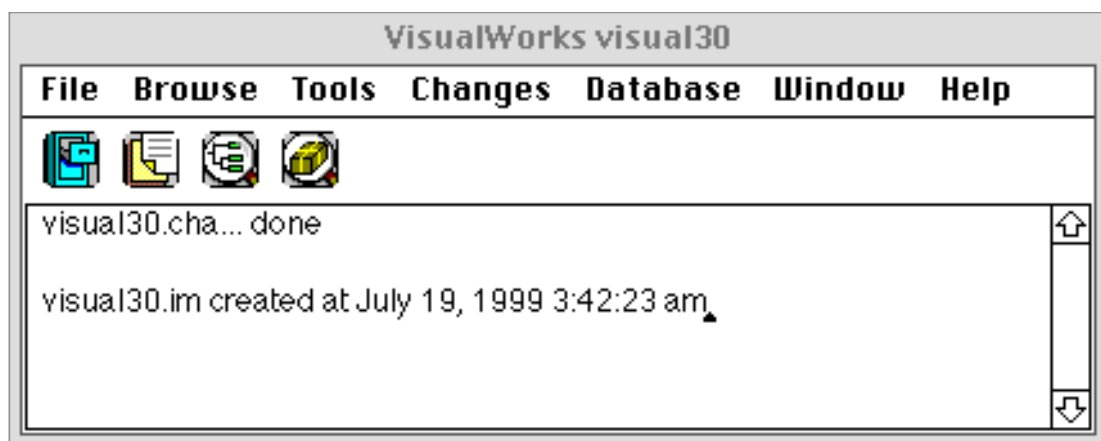 VisualWorks visual30
File Browse Tools Changes Database Window Help
visual30.cha... done
visual30.im created at July 19, 1999 3:42:23 am